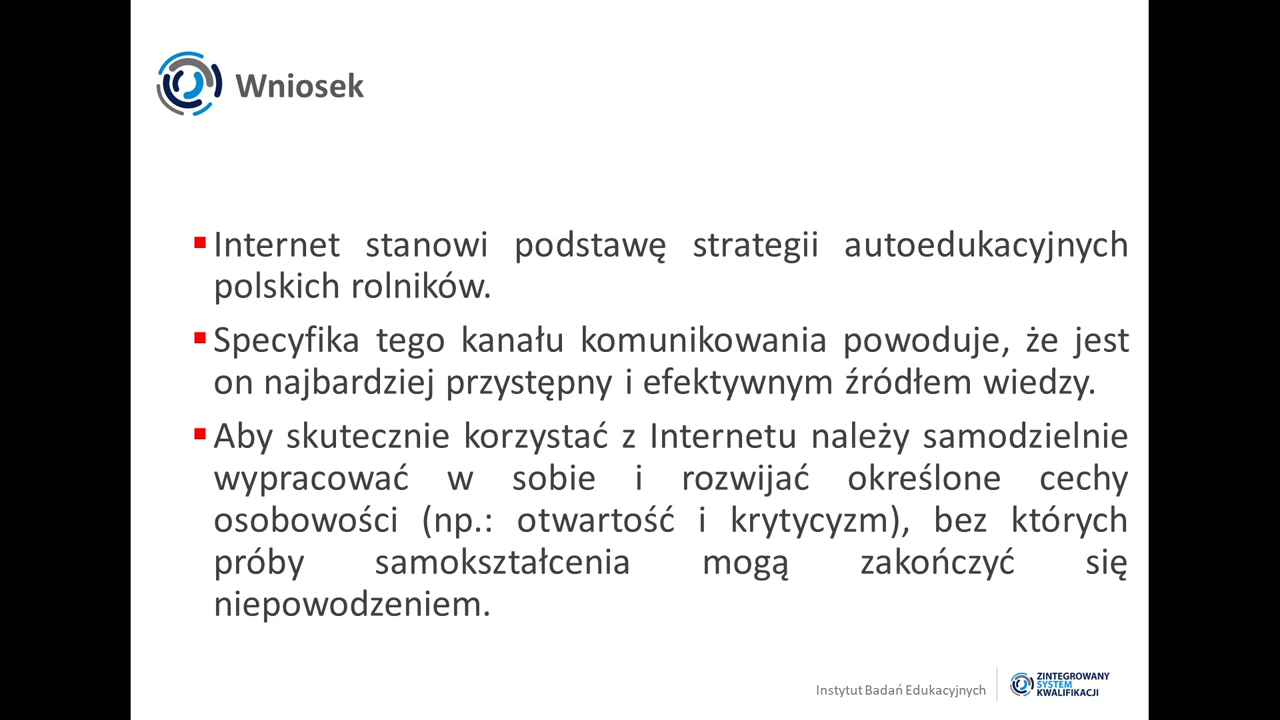 Wniosek
Internet stanowi podstawę strategii autoedukacyjnych
polskich rolników.
Specyfika tego kanału komunikowania powoduje, że jest
on najbardziej przystępny i efektywnym źródłem wiedzy.
Aby skutecznie korzystać z Internetu należy samodzielnie
wypracować w sobie i rozwijać określone cechy
osobowości (np.: otwartość i krytycyzm), bez których
próby samokształcenia mogą zakończyć się
niepowodzeniem.
Instytut Badań Edukacyjnych
ZINTEGROWANY
SYSTEM
KWALIFIKACJI